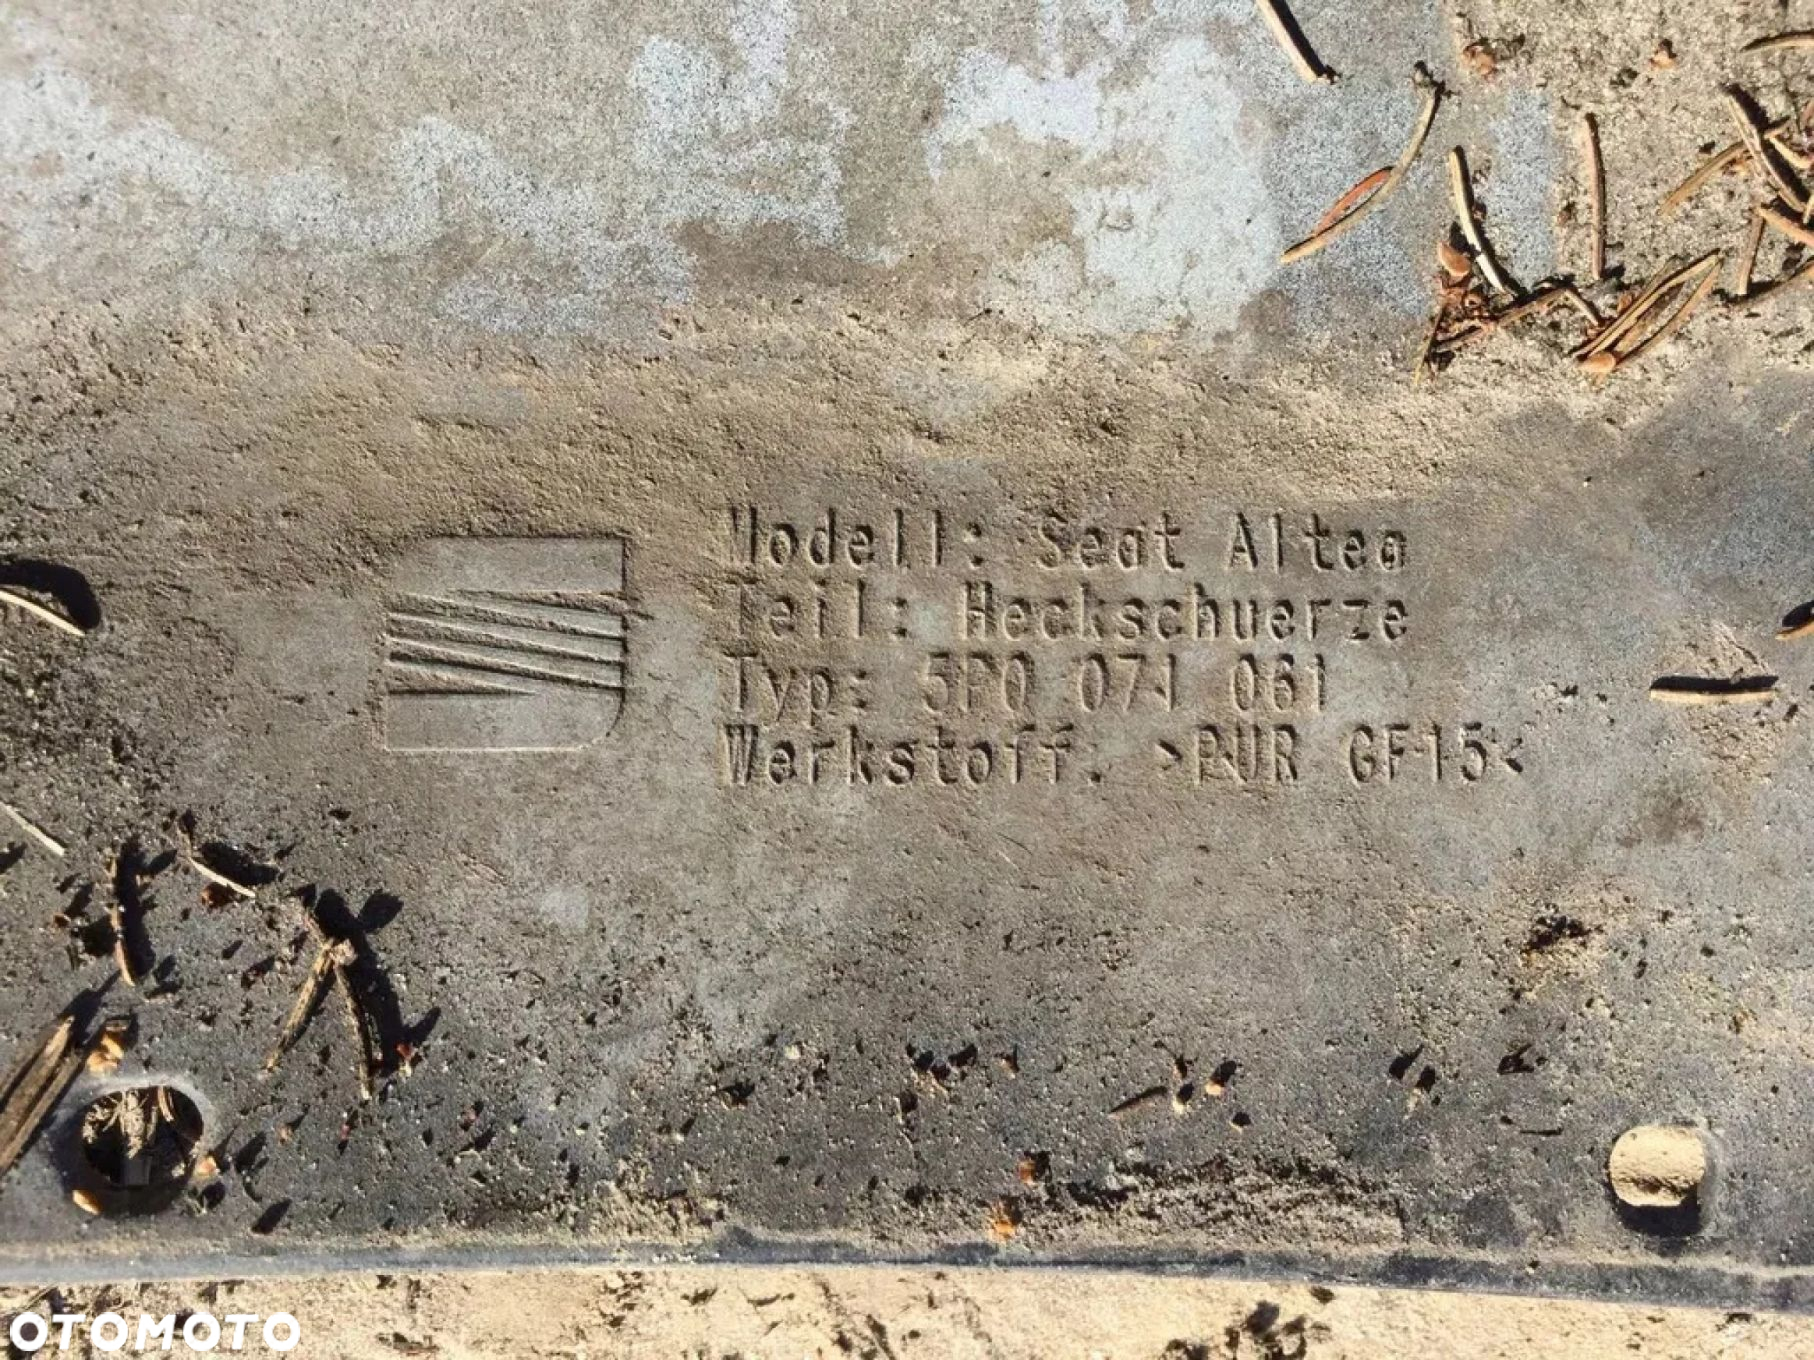 Modell: Seat Altea
Teil: Heckschuerze
Typ: 5P0 071 061
Werkstoff: >PUR GF15<
OTOMOTO